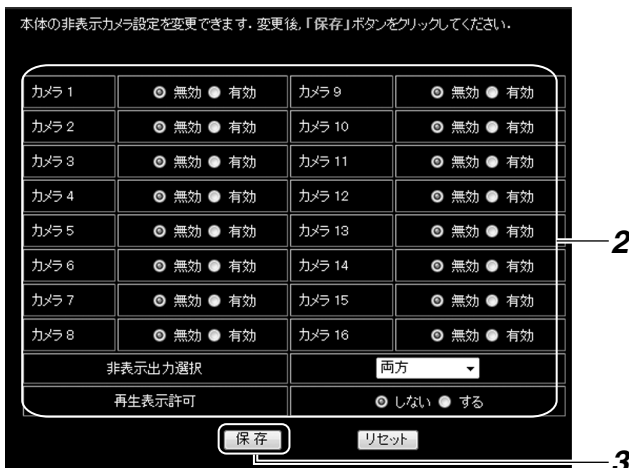 本体の非表示カメラ設定を変更できます. 変更後,「保存」ボタンをクリックしてください.
カメラ 1 無効 有効 カメラ 9 無効 有効
カメラ 2 無効 有効 カメラ 10 無効 有効
カメラ 3 無効 有効 カメラ 11 無効 有効
カメラ 4 無効 有効 カメラ 12 無効 有効
カメラ 5 無効 有効 カメラ 13 無効 有効
カメラ 6 無効 有効 カメラ 14 無効 有効
カメラ 7 無効 有効 カメラ 15 無効 有効
カメラ 8 無効 有効 カメラ 16 無効 有効
非表示出力選択 両方
再生表示許可 しない する
保存 リセット
2
3